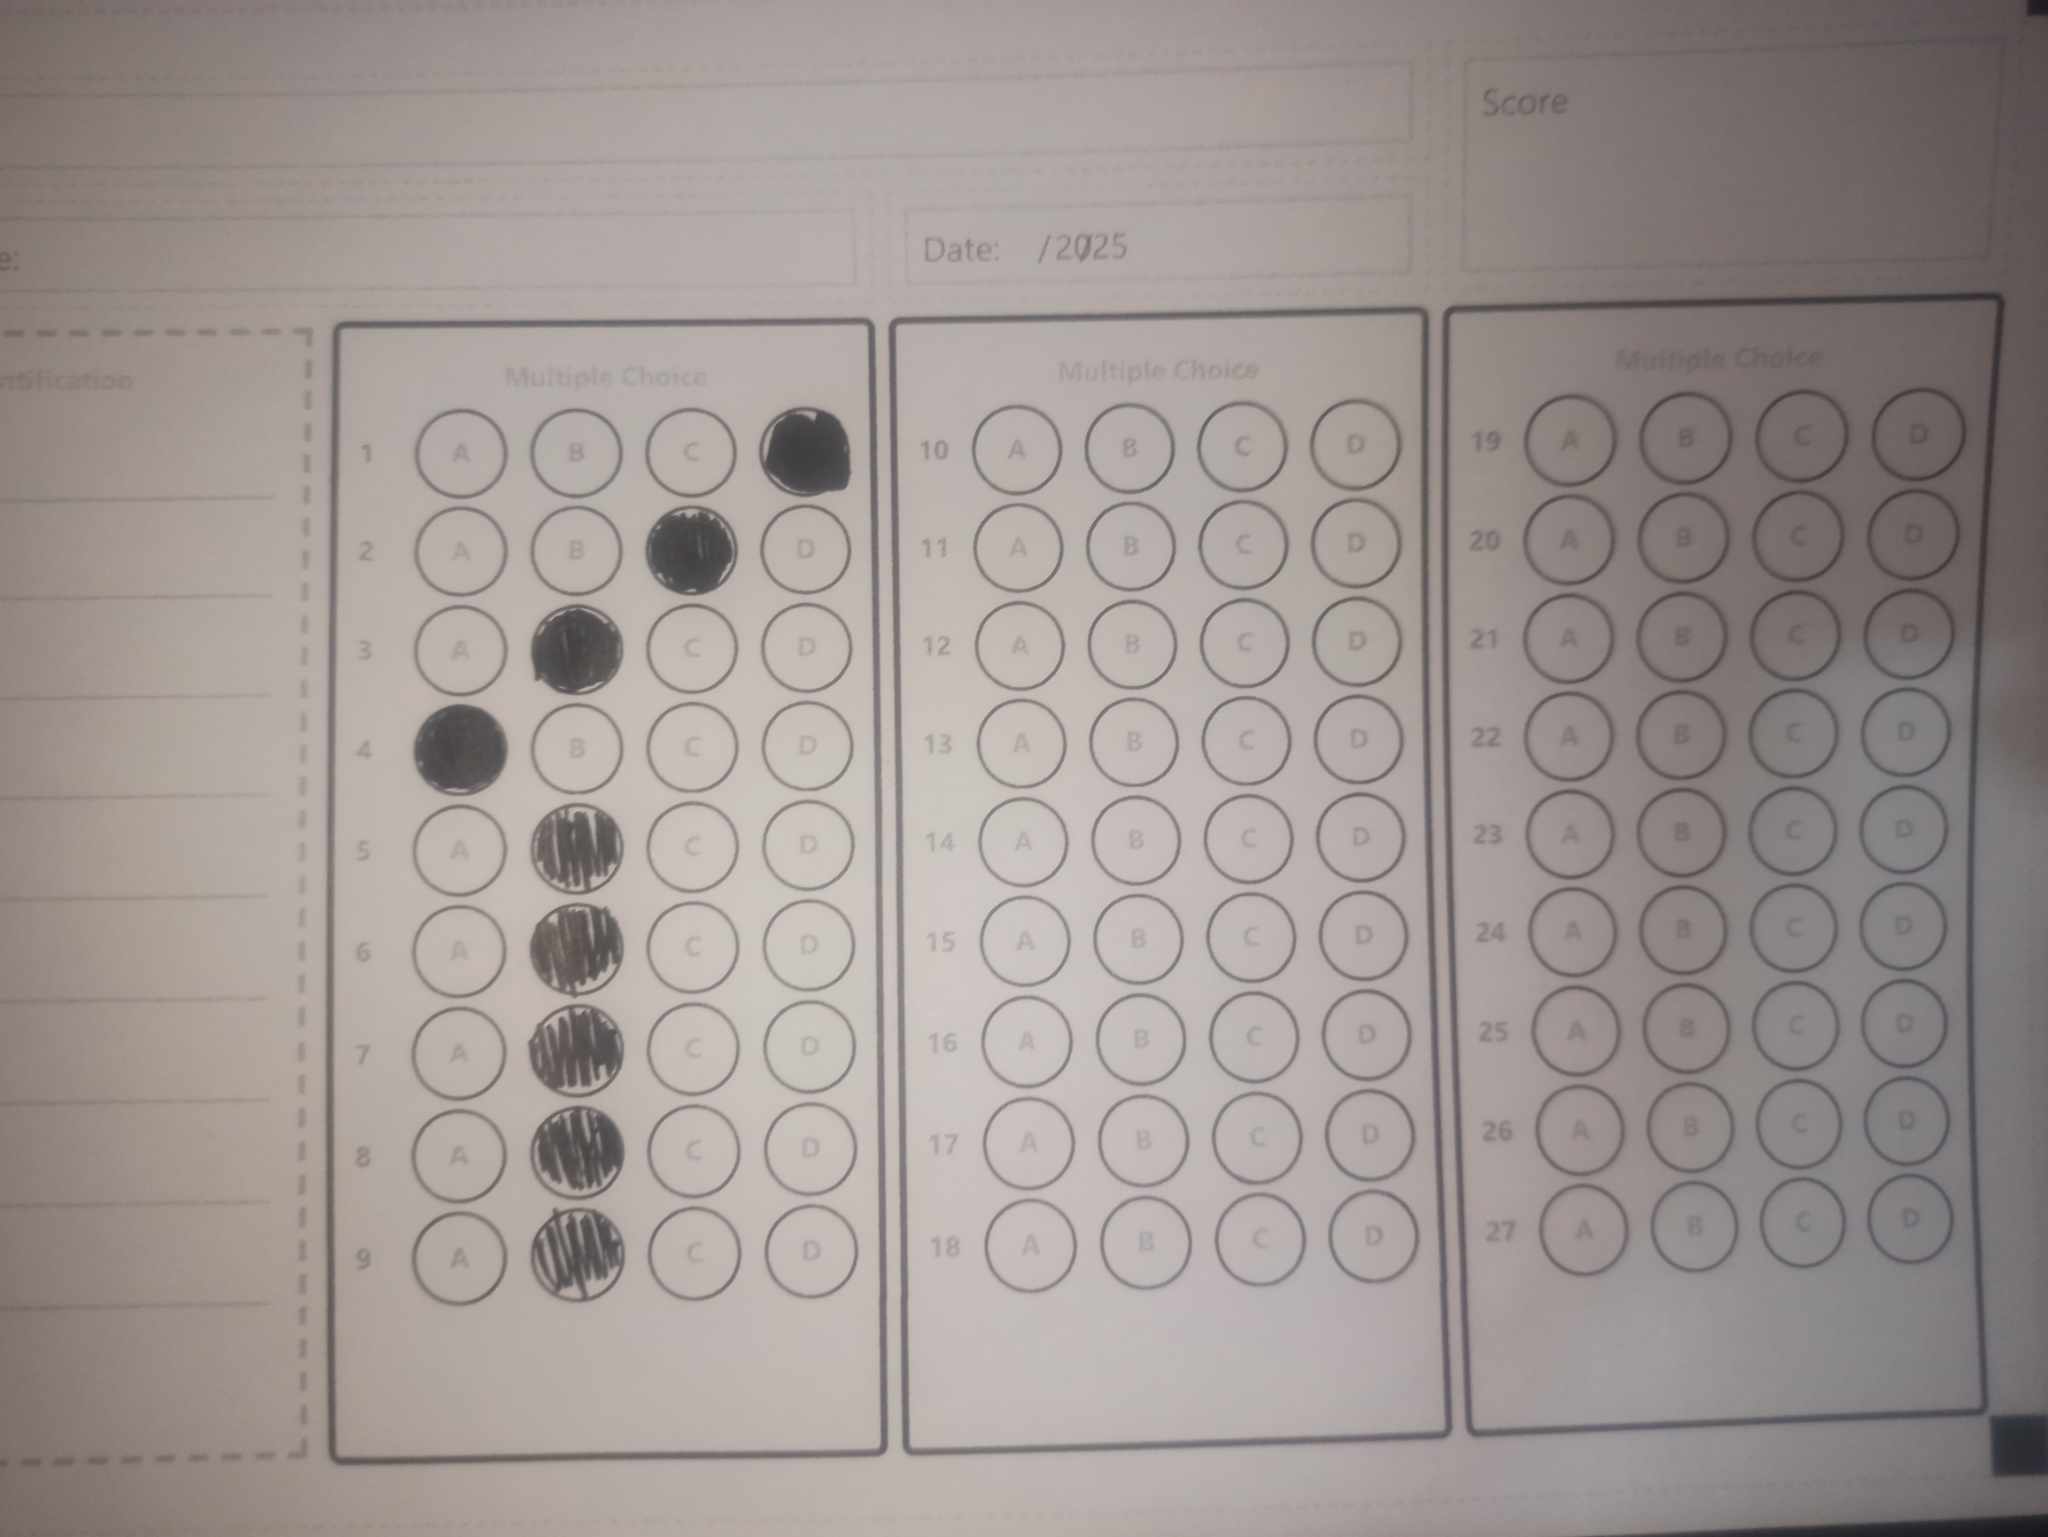 Score
e:
Date: /2025
ntification
Multiple Choice
1 A B C
2 A B D
3 A C D
4 B C D
5 A C D
6 A C D
7 A C D
8 A C D
9 A C D
Multiple Choice
10 A B C D
11 A B C D
12 A B C D
13 A B C D
14 A B C D
15 A B C D
16 A B C D
17 A B C D
18 A B C D
Multiple Choice
19 A B C D
20 A B C D
21 A B C D
22 A B C D
23 A B C D
24 A B C D
25 A B C D
26 A B C D
27 A B C D